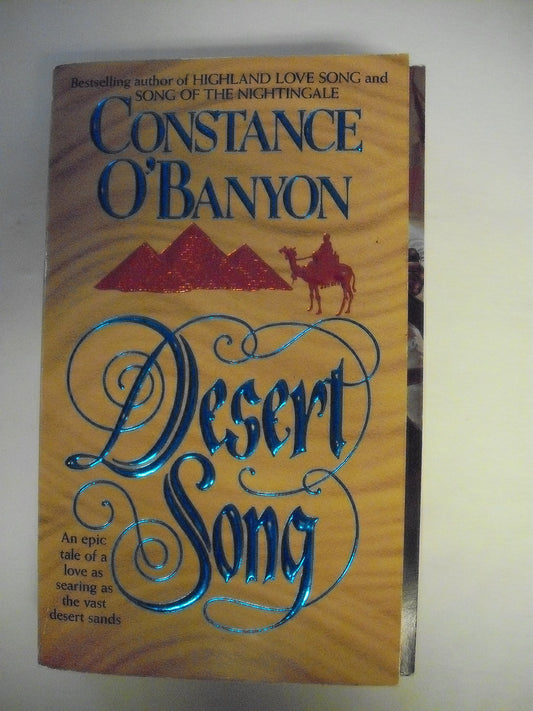 Bestselling author of HIGHLAND LOVE SONG and
SONG OF THE NIGHTINGALE
CONSTANCE
O'BANYON
Desert
Song
An epic
tale of a
love as
searing as
the vast
desert sands